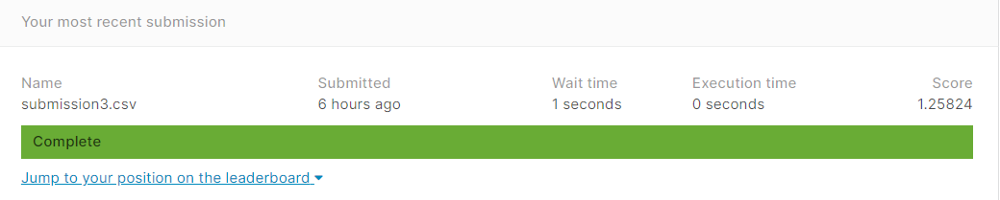 Your most recent submission
Name Submitted Wait time Execution time Score
submission3.csv 6 hours ago 1 seconds 0 seconds 1.25824
Complete
Jump to your position on the leaderboard